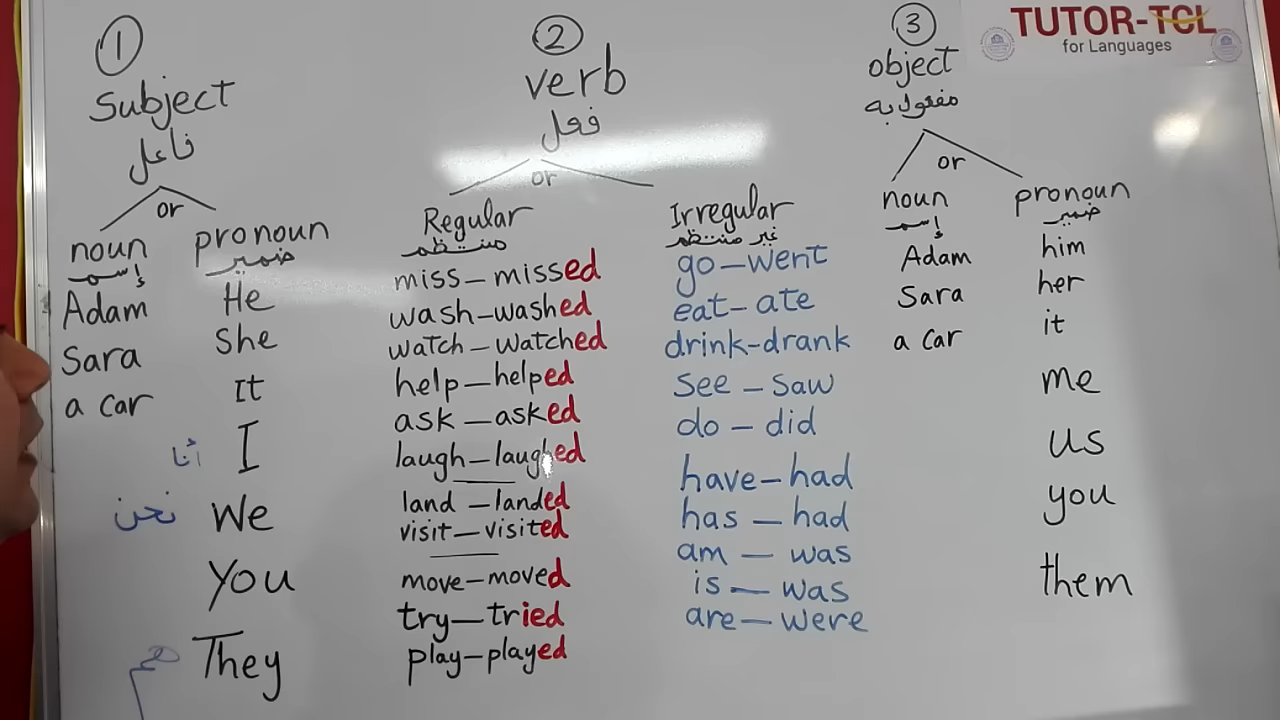 1
Subject
فاعل
or
noun
إسم
Adam
Sara
a car
pronoun
ضمير
He
She
It
أنا I
نحن We
You
هم They
2
verb
فعل
or
Regular
منتظم
miss – missed
wash – washed
watch – watched
help – helped
ask – asked
laugh – laughed
land – landed
visit – visited
move – moved
try – tried
play – played
Irregular
غير منتظم
go – went
eat – ate
drink – drank
see – saw
do – did
have – had
has – had
am – was
is – was
are – were
3
object
مفعول به
or
noun
إسم
Adam
Sara
a car
pronoun
ضمير
him
her
it
me
us
you
them
TUTOR-TCL
for Languages